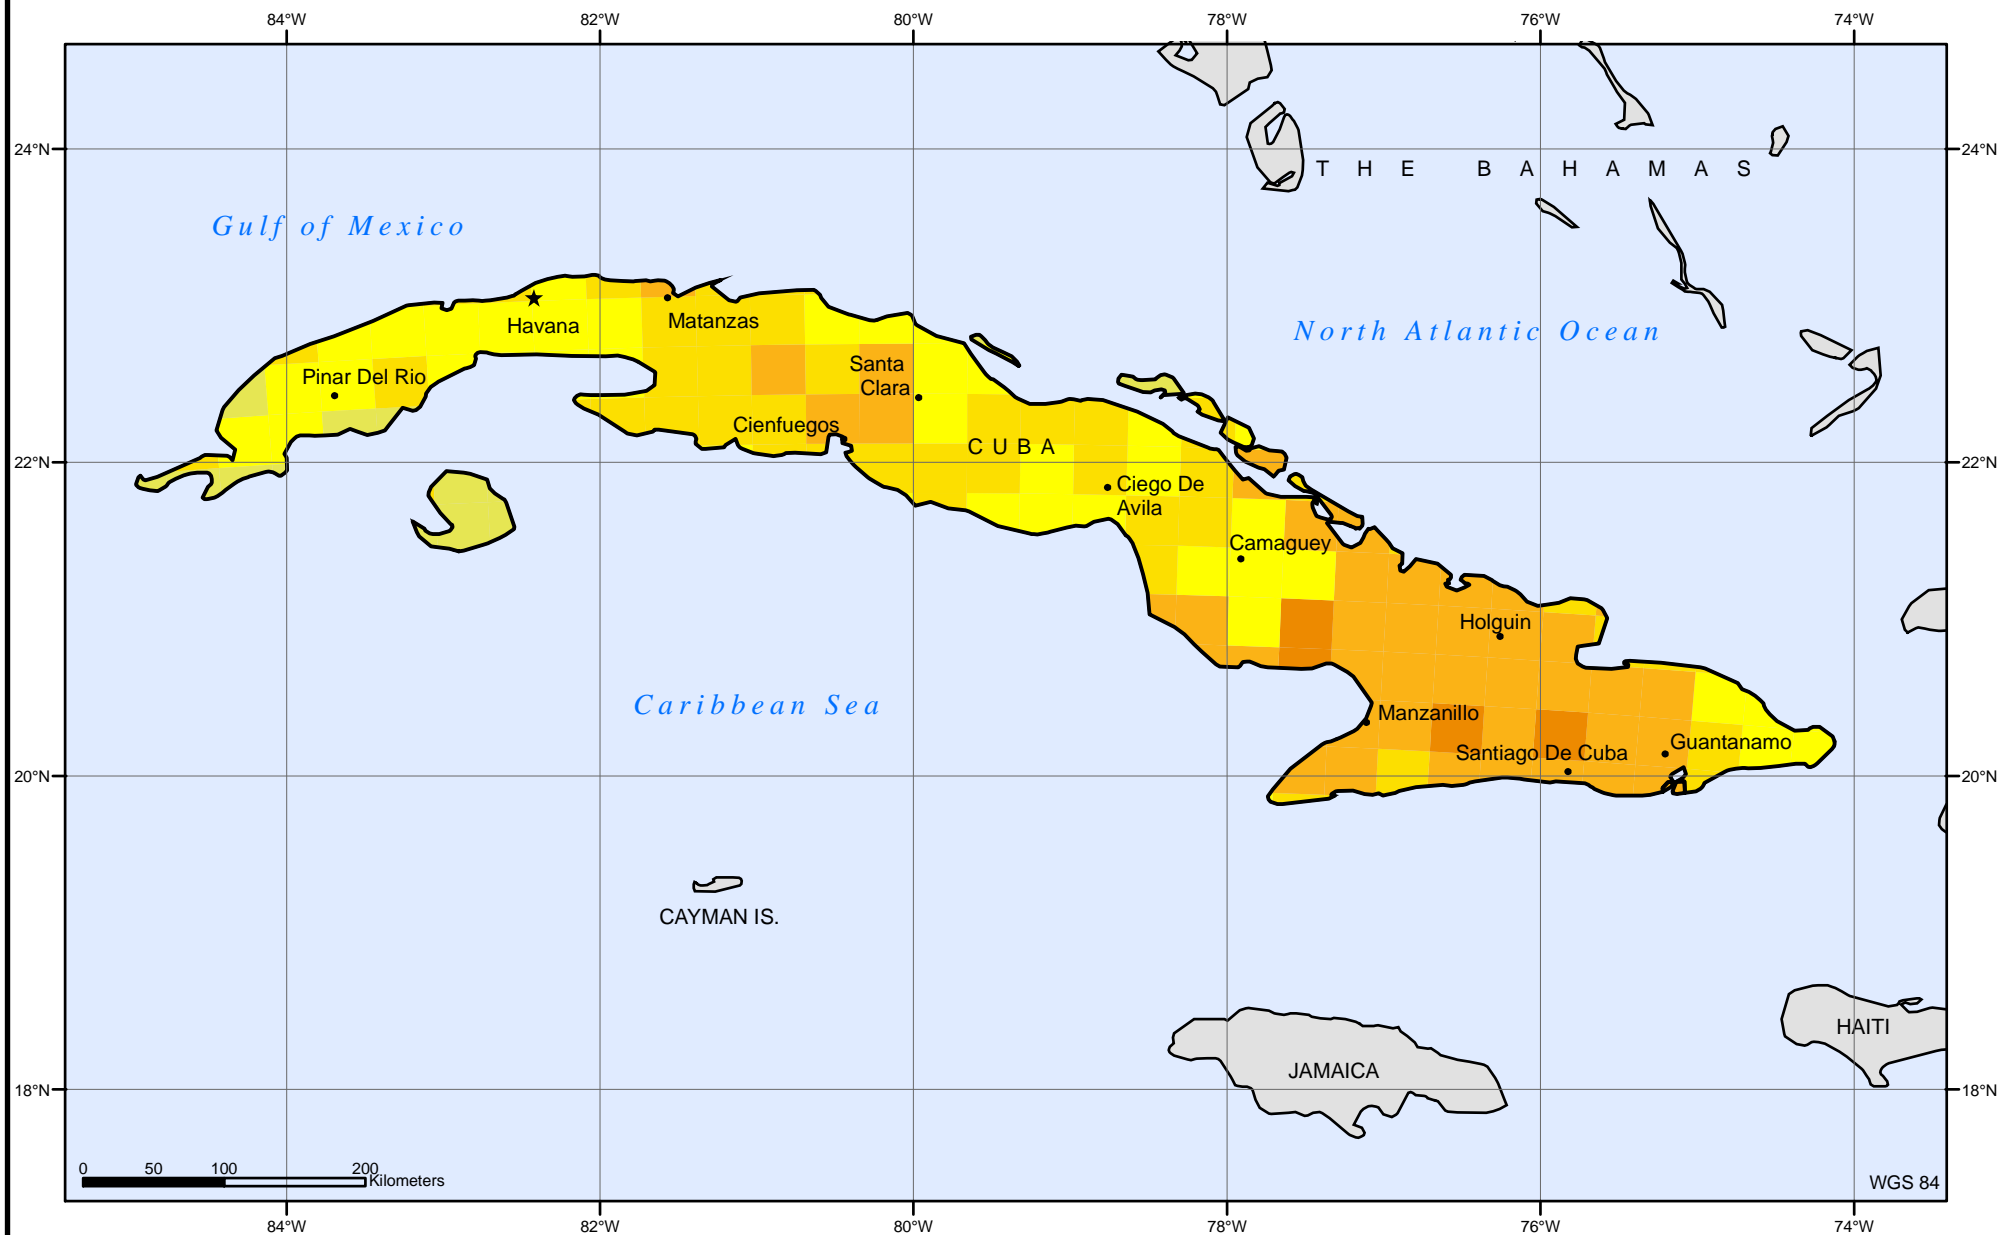 84°W 82°W 80°W 78°W 76°W 74°W
24°N 24°N
T H E B A H A M A S
Gulf of Mexico
North Atlantic Ocean
Havana
Matanzas
Santa
Clara
Pinar Del Rio
Cienfuegos
C U B A
22°N 22°N
Ciego De
Avila
Camaguey
Holguin
Caribbean Sea
Manzanillo
Guantanamo
Santiago De Cuba
20°N 20°N
CAYMAN IS.
HAITI
JAMAICA
18°N 18°N
0 50 100 200
Kilometers
WGS 84
84°W 82°W 80°W 78°W 76°W 74°W